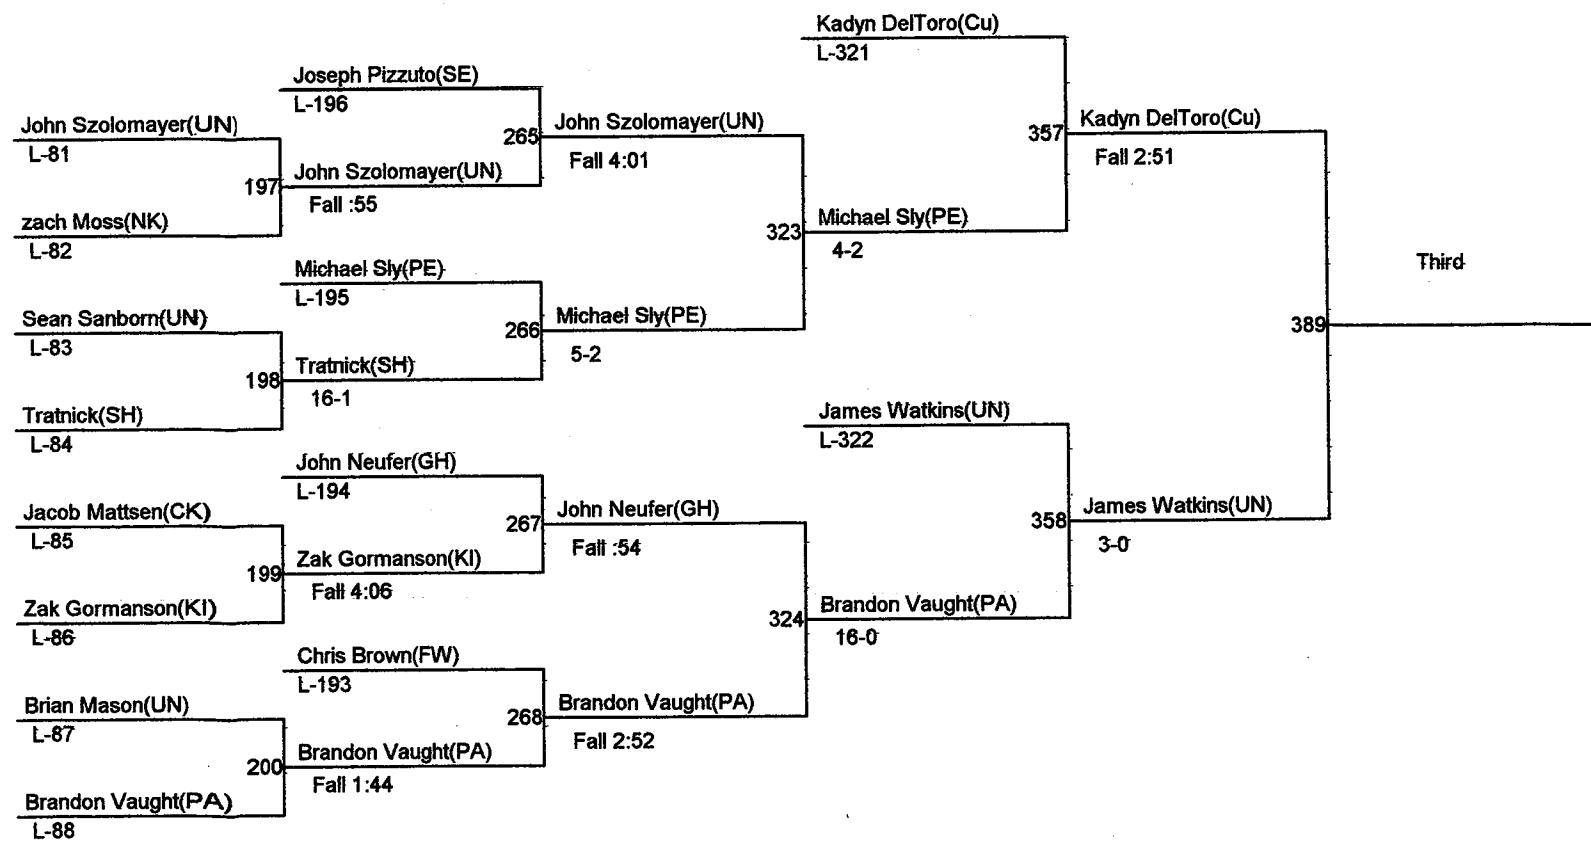 Kadyn DelToro(Cu)
L-321
Joseph Pizzuto(SE)
L-196
John Szolomayer(UN)
L-81
265
John Szolomayer(UN)
Fall 4:01
357
Kadyn DelToro(Cu)
Fall 2:51
197
John Szolomayer(UN)
Fall :55
zach Moss(NK)
L-82
323
Michael Sly(PE)
4-2
Michael Sly(PE)
L-195
Third
Sean Sanborn(UN)
L-83
266
Michael Sly(PE)
5-2
389
198
Tratnick(SH)
16-1
Tratnick(SH)
L-84
James Watkins(UN)
L-322
John Neufer(GH)
L-194
Jacob Mattsen(CK)
L-85
267
John Neufer(GH)
Fall :54
358
James Watkins(UN)
3-0
199
Zak Gormanson(KI)
Fall 4:06
Zak Gormanson(KI)
L-86
324
Brandon Vaught(PA)
16-0
Chris Brown(FW)
L-193
Brian Mason(UN)
L-87
268
Brandon Vaught(PA)
Fall 2:52
200
Brandon Vaught(PA)
Fall 1:44
Brandon Vaught(PA)
L-88